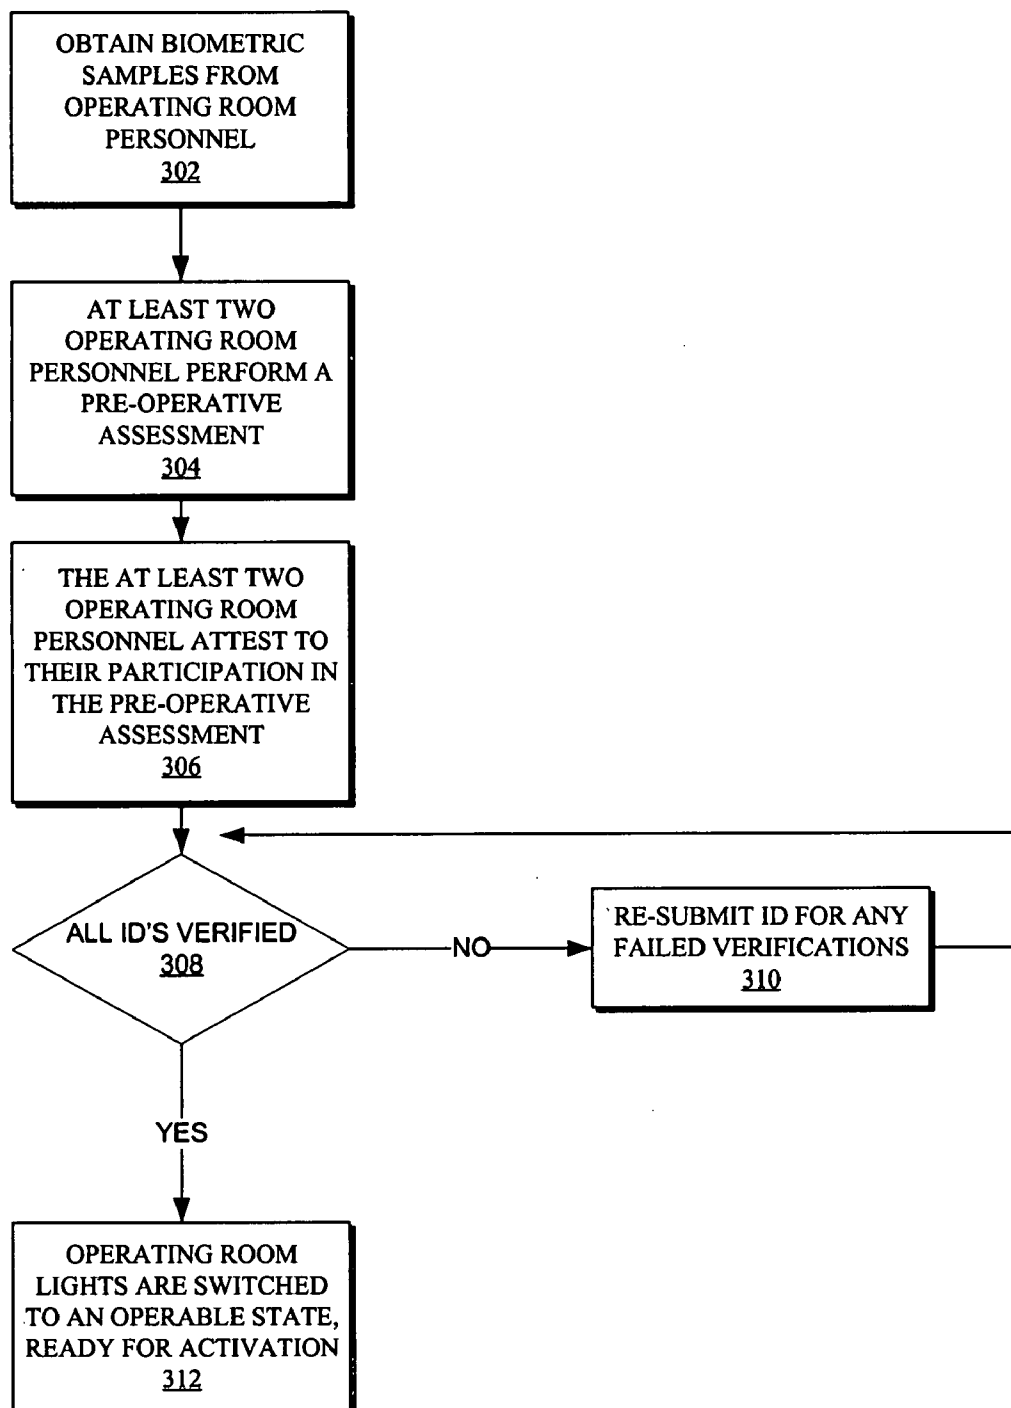 OBTAIN BIOMETRIC
SAMPLES FROM
OPERATING ROOM
PERSONNEL
302
AT LEAST TWO
OPERATING ROOM
PERSONNEL PERFORM A
PRE-OPERATIVE
ASSESSMENT
304
THE AT LEAST TWO
OPERATING ROOM
PERSONNEL ATTEST TO
THEIR PARTICIPATION IN
THE PRE-OPERATIVE
ASSESSMENT
306
ALL ID'S VERIFIED
308
NO
RE-SUBMIT ID FOR ANY
FAILED VERIFICATIONS
310
YES
OPERATING ROOM
LIGHTS ARE SWITCHED
TO AN OPERABLE STATE,
READY FOR ACTIVATION
312